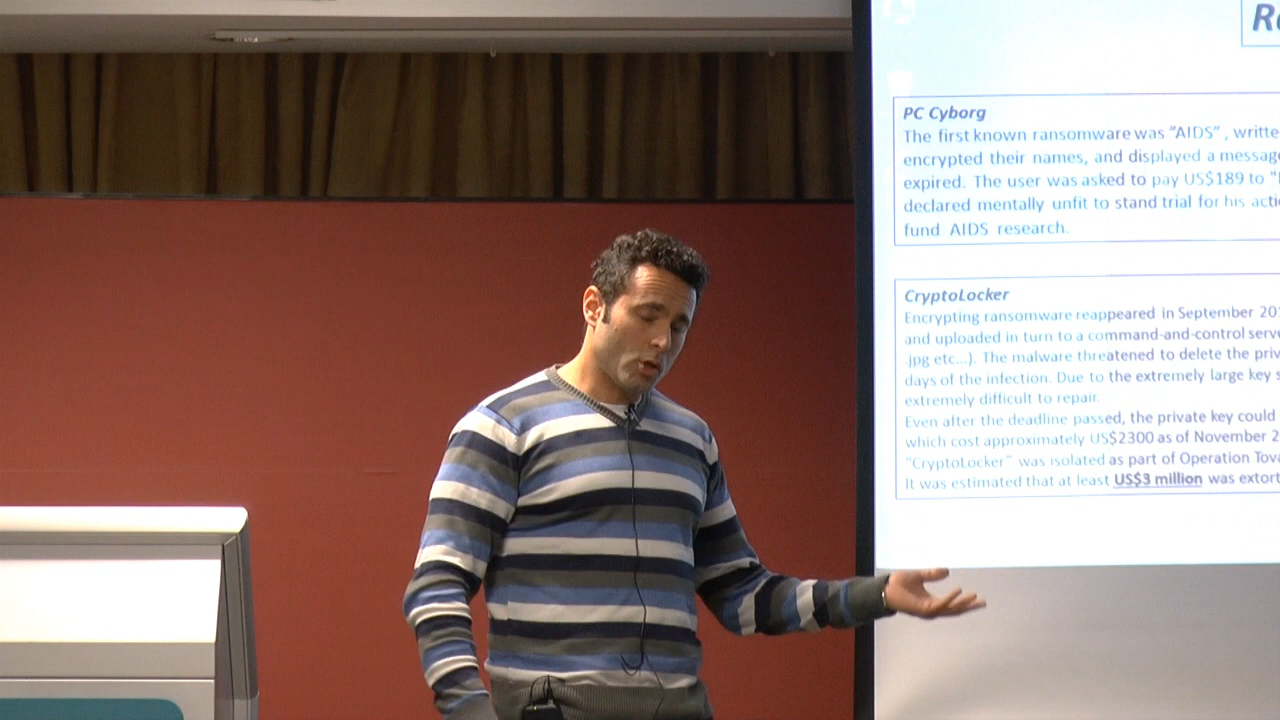 PC Cyborg
The first known ransomware was "AIDS" , writte
encrypted their names, and displayed a messag
expired. The user was asked to pay US$189 to "
declared mentally unfit to stand trial for his acti
fund AIDS research.
CryptoLocker
Encrypting ransomware reappeared in September 20
and uploaded in turn to a command-and-control serve
.jpg etc...). The malware threatened to delete the priv
days of the infection. Due to the extremely large key s
extremely difficult to repair.
Even after the deadline passed, the private key could
which cost approximately US$2300 as of November 2
"CryptoLocker" was isolated as part of Operation Tova
It was estimated that at least US$3 million was extort